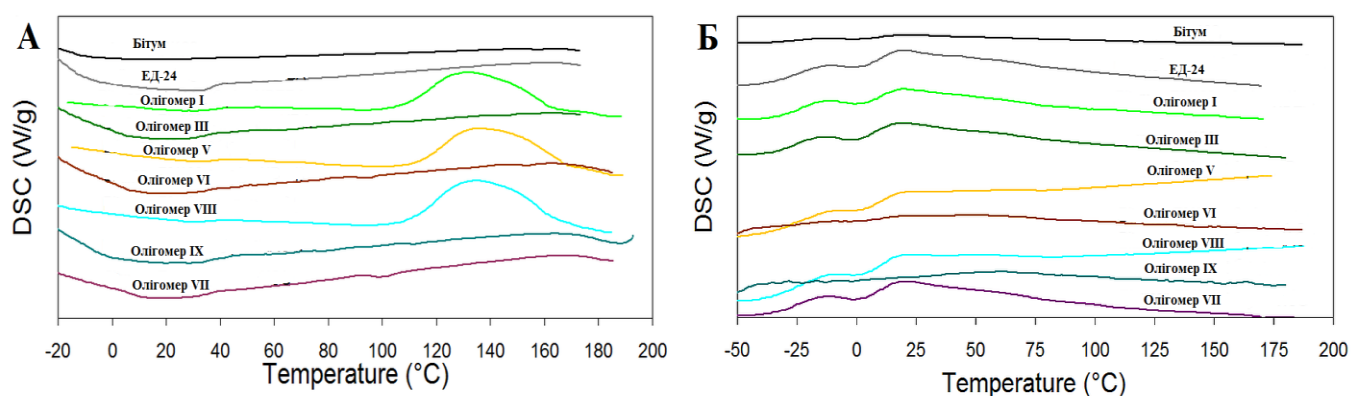 А
DSC (W/g)
Бітум
ЕД-24
Олігомер I
Олігомер III
Олігомер V
Олігомер VI
Олігомер VIII
Олігомер IX
Олігомер VII
-20 0 20 40 60 80 100 120 140 160 180 200
Temperature (°C)
Б
DSC (W/g)
Бітум
ЕД-24
Олігомер I
Олігомер III
Олігомер V
Олігомер VI
Олігомер VIII
Олігомер IX
Олігомер VII
-50 -25 0 25 50 75 100 125 150 175 200
Temperature (°C)